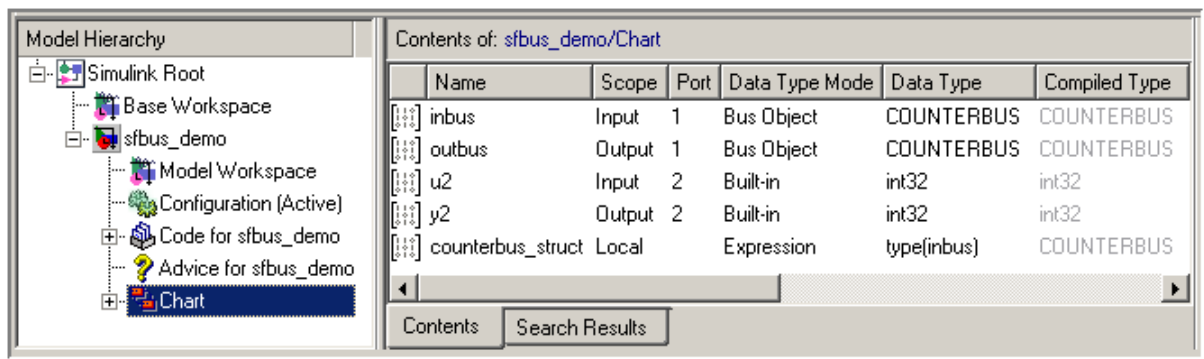 Model Hierarchy
Simulink Root
Base Workspace
sfbus_demo
Model Workspace
Configuration (Active)
Code for sfbus_demo
Advice for sfbus_demo
Chart
Contents of: sfbus_demo/Chart
Name Scope Port Data Type Mode Data Type Compiled Type
inbus Input 1 Bus Object COUNTERBUS COUNTERBUS
outbus Output 1 Bus Object COUNTERBUS COUNTERBUS
u2 Input 2 Built-in int32 int32
y2 Output 2 Built-in int32 int32
counterbus_struct Local Expression type(inbus) COUNTERBUS
Contents Search Results